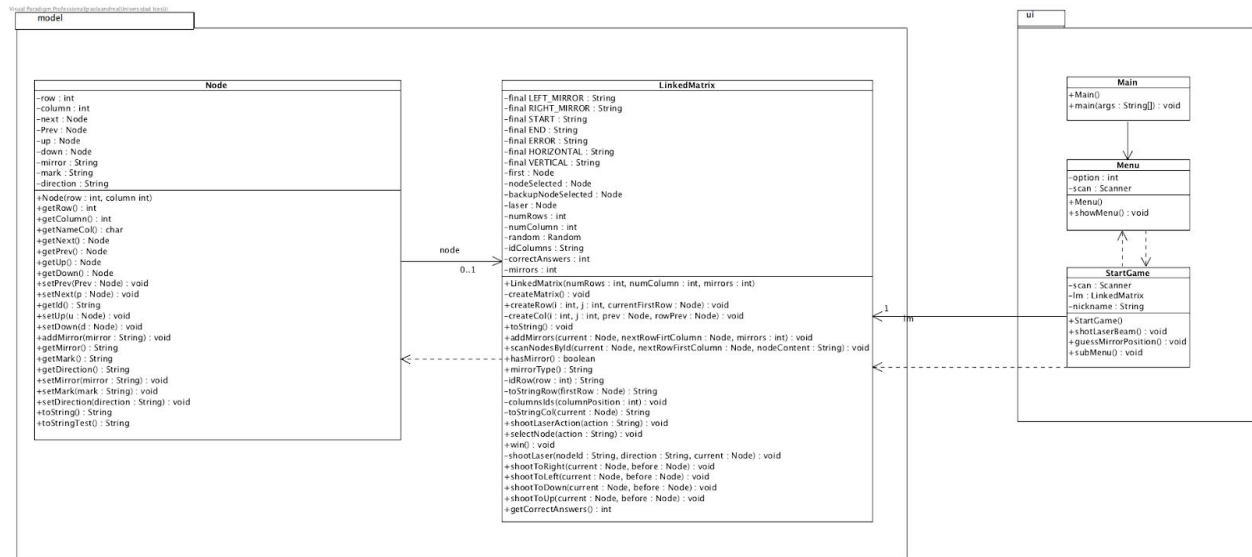 Visual Paradigm Professional(paolaandrea(Universidad Icesi))
model
Node
-row : int
-column : int
-next : Node
-Prev : Node
-up : Node
-down : Node
-mirror : String
-mark : String
-direction : String
+Node(row : int, column int)
+getRow() : int
+getColumn() : int
+getNameCol() : char
+getNext() : Node
+getPrev() : Node
+getUp() : Node
+getDown() : Node
+setPrev(Prev : Node) : void
+setNext(p : Node) : void
+getId() : String
+setUp(u : Node) : void
+setDown(d : Node) : void
+addMirror(mirror : String) : void
+getMirror() : String
+getMark() : String
+getDirection() : String
+setMirror(mirror : String) : void
+setMark(mark : String) : void
+setDirection(direction : String) : void
+toString() : String
+toStringTest() : String
node
0..1
LinkedMatrix
-final LEFT_MIRROR : String
-final RIGHT_MIRROR : String
-final START : String
-final END : String
-final ERROR : String
-final HORIZONTAL : String
-final VERTICAL : String
-first : Node
-nodeSelected : Node
-backupNodeSelected : Node
-laser : Node
-numRows : int
-numColumn : int
-random : Random
-idColumns : String
-correctAnswers : int
-mirrors : int
+LinkedMatrix(numRows : int, numColumn : int, mirrors : int)
-createMatrix() : void
+createRow(i : int, j : int, currentFirstRow : Node) : void
-createCol(i : int, j : int, prev : Node, rowPrev : Node) : void
+toString() : void
+addMirrors(current : Node, nextRowFirtColumn : Node, mirrors : int) : void
+scanNodesById(current : Node, nextRowFirstColumn : Node, nodeContent : String) : void
+hasMirror() : boolean
+mirrorType() : String
-idRow(row : int) : String
-toStringRow(firstRow : Node) : String
-columnsIds(columnPosition : int) : void
-toStringCol(current : Node) : String
+shootLaserAction(action : String) : void
+selectNode(action : String) : void
+win() : void
-shootLaser(nodeId : String, direction : String, current : Node) : void
+shootToRight(current : Node, before : Node) : void
+shootToLeft(current : Node, before : Node) : void
+shootToDown(current : Node, before : Node) : void
+shootToUp(current : Node, before : Node) : void
+getCorrectAnswers() : int
1
lm
ui
Main
+Main()
+main(args : String[]) : void
Menu
-option : int
-scan : Scanner
+Menu()
+showMenu() : void
StartGame
-scan : Scanner
-lm : LinkedMatrix
-nickname : String
+StartGame()
+shotLaserBeam() : void
+guessMirrorPosition() : void
+subMenu() : void